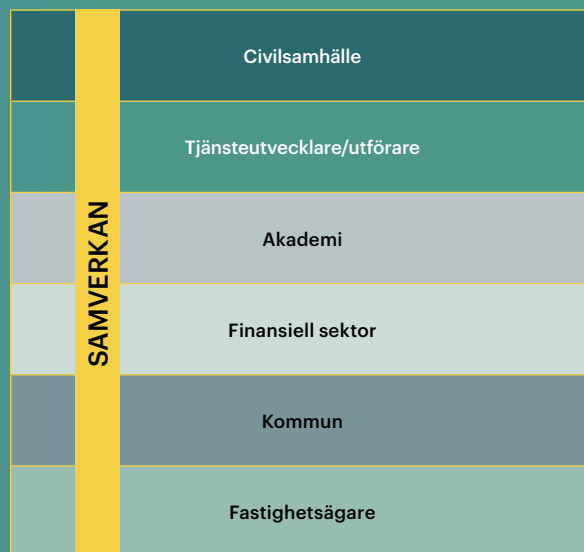 Civilsamhälle
Tjänsteutvecklare/utförare
SAMVERKAN
Akademi
Finansiell sektor
Kommun
Fastighetsägare